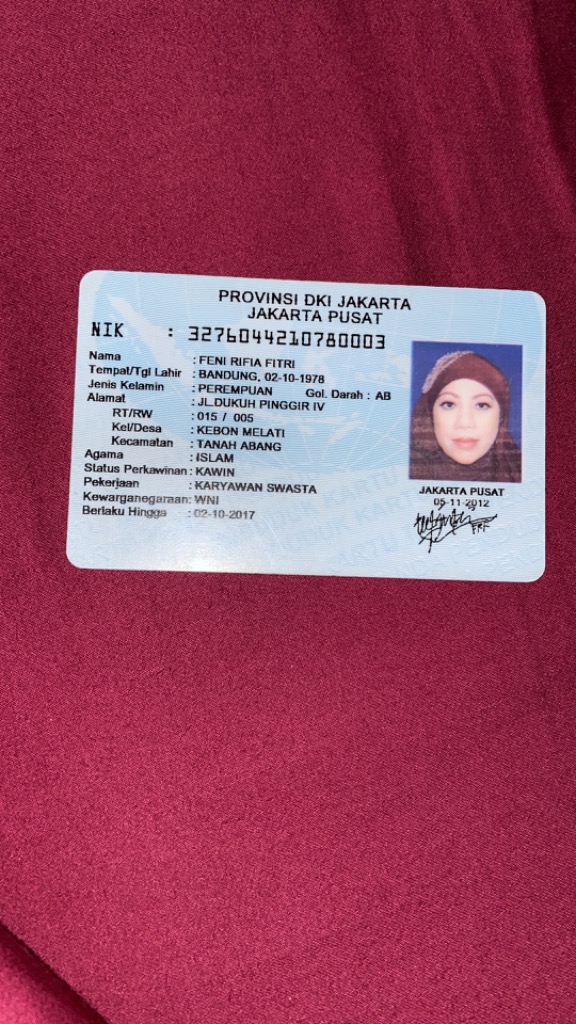 PROVINSI DKI JAKARTA
JAKARTA PUSAT
NIK : 3276044210780003
Nama : FENI RIFIA FITRI
Tempat/Tgl Lahir : BANDUNG, 02-10-1978
Jenis Kelamin : PEREMPUAN Gol. Darah : AB
Alamat : JL.DUKUH PINGGIR IV
RT/RW : 015 / 005
Kel/Desa : KEBON MELATI
Kecamatan : TANAH ABANG
Agama : ISLAM
Status Perkawinan : KAWIN
Pekerjaan : KARYAWAN SWASTA
Kewarganegaraan: WNI
Berlaku Hingga : 02-10-2017
JAKARTA PUSAT
05-11-2012